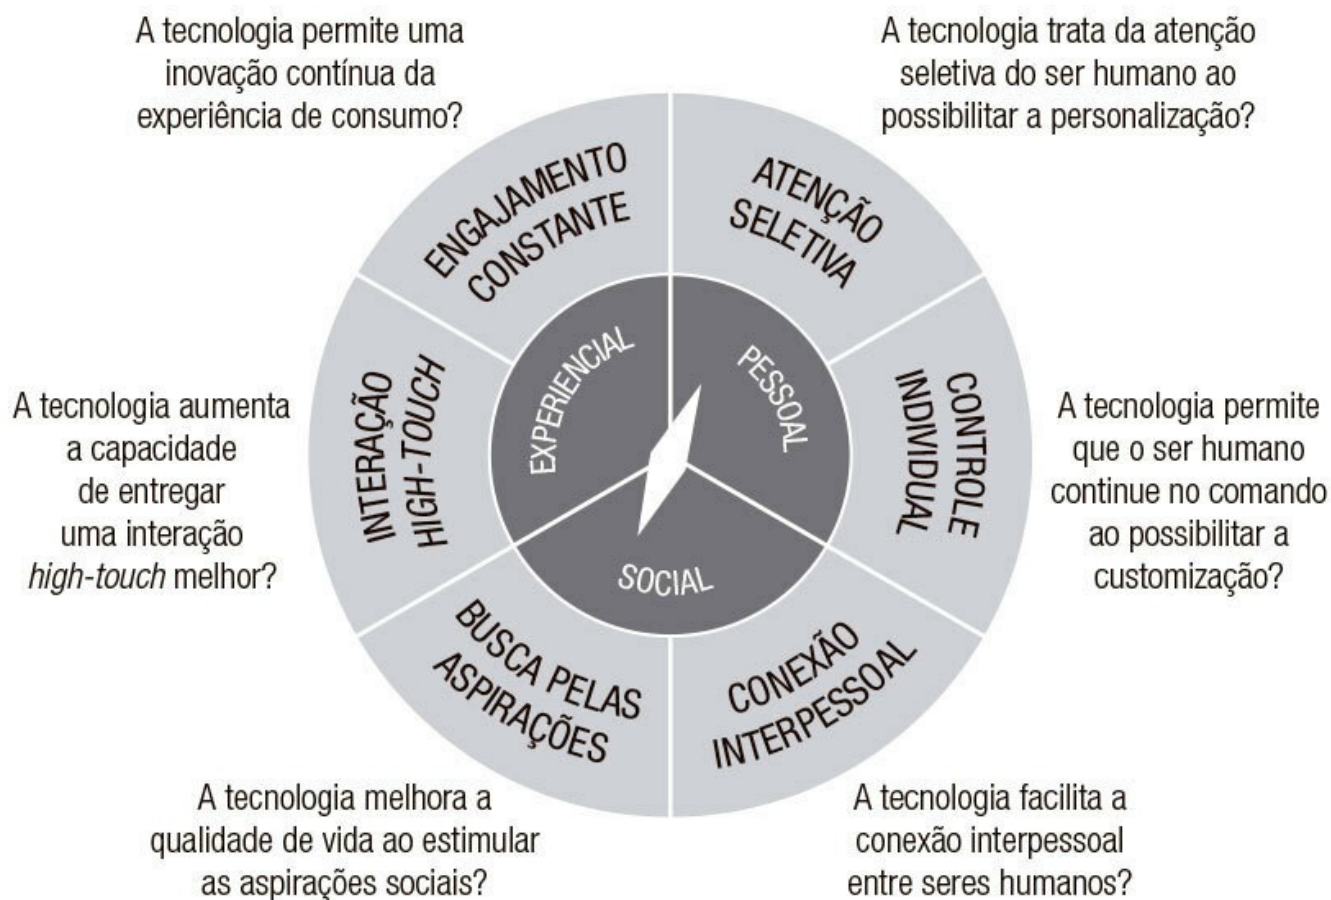 A tecnologia permite uma
inovação contínua da
experiência de consumo?
A tecnologia trata da atenção
seletiva do ser humano ao
possibilitar a personalização?
ENGAJAMENTO
CONSTANTE
ATENÇÃO
SELETIVA
INTERAÇÃO
HIGH-TOUCH
EXPERIENCIAL
PESSOAL
CONTROLE
INDIVIDUAL
A tecnologia aumenta
a capacidade
de entregar
uma interação
high-touch melhor?
A tecnologia permite
que o ser humano
continue no comando
ao possibilitar a
customização?
SOCIAL
BUSCA PELAS
ASPIRAÇÕES
CONEXÃO
INTERPESSOAL
A tecnologia melhora a
qualidade de vida ao estimular
as aspirações sociais?
A tecnologia facilita a
conexão interpessoal
entre seres humanos?